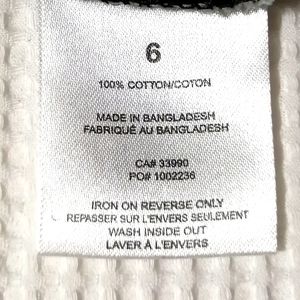 6
100% COTTON/COTON
MADE IN BANGLADESH
FABRIQUÉ AU BANGLADESH
CA# 33990
PO# 1002236
IRON ON REVERSE ONLY
REPASSER SUR L'ENVERS SEULEMENT
WASH INSIDE OUT
LAVER À L'ENVERS